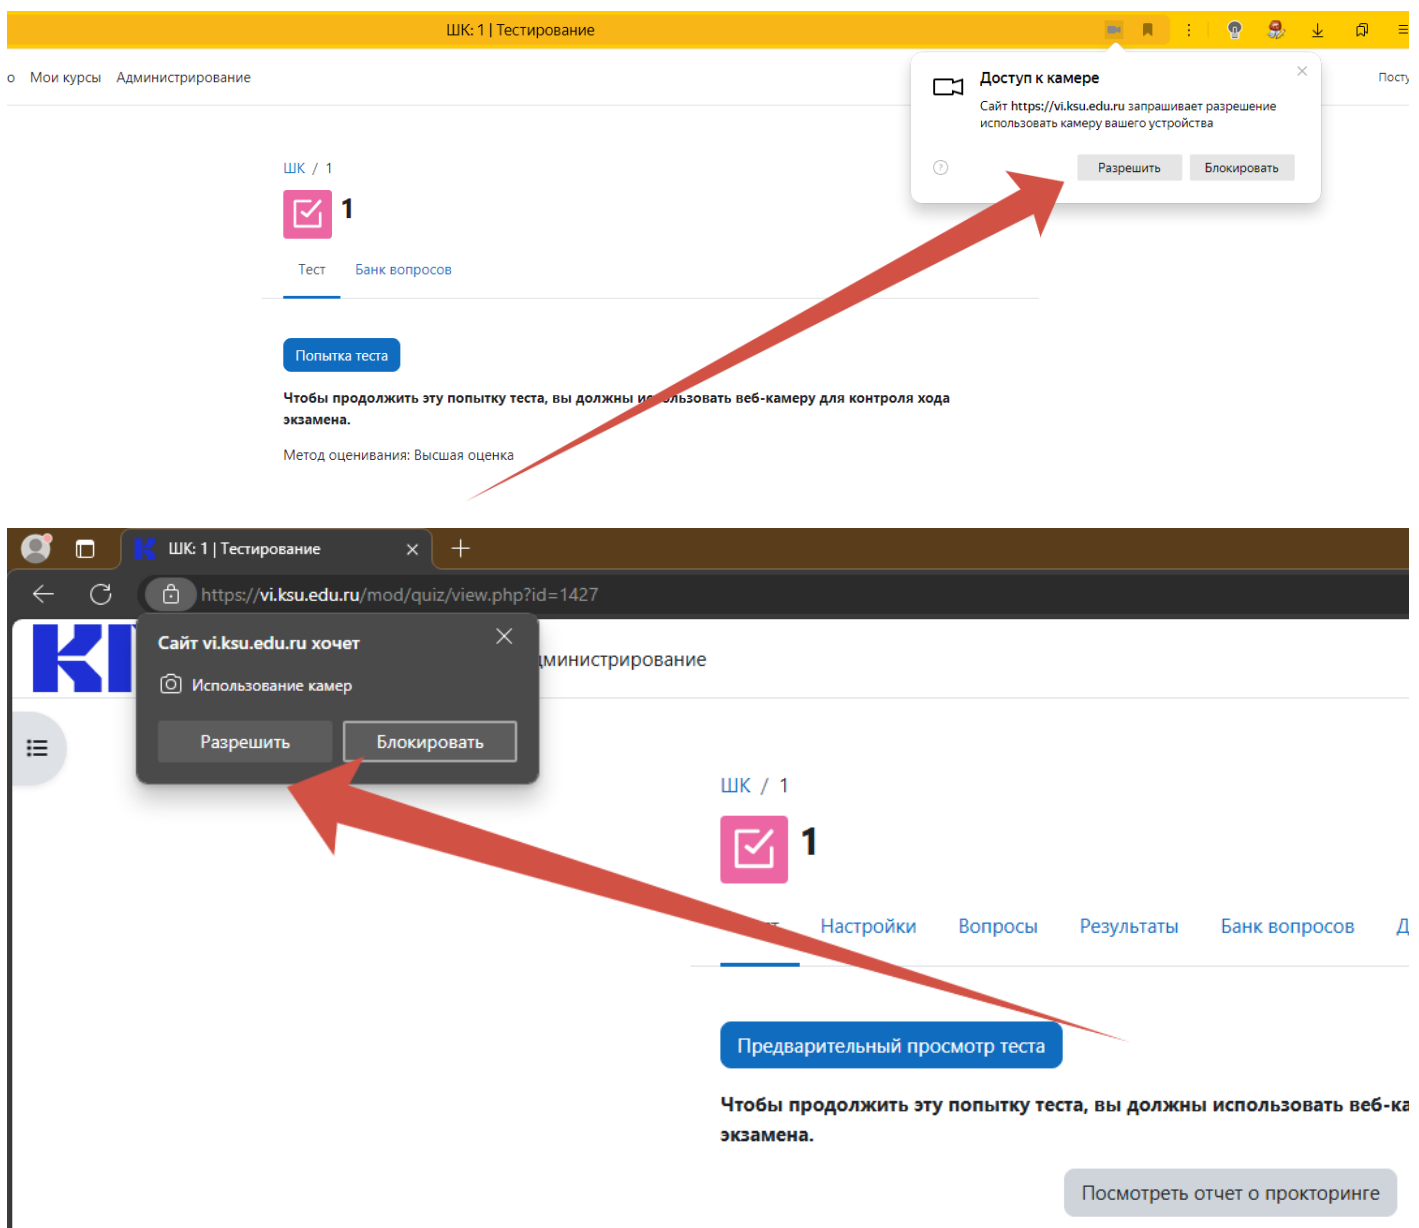 ШК: 1 | Тестирование
о Мои курсы Администрирование
Посту
Доступ к камере
Сайт https://vi.ksu.edu.ru запрашивает разрешение
использовать камеру вашего устройства
Разрешить Блокировать
ШК / 1
1
Тест Банк вопросов
Попытка теста
Чтобы продолжить эту попытку теста, вы должны использовать веб-камеру для контроля хода
экзамена.
Метод оценивания: Высшая оценка
ШК: 1 | Тестирование
https://vi.ksu.edu.ru/mod/quiz/view.php?id=1427
Сайт vi.ksu.edu.ru хочет
Использование камер
Разрешить Блокировать
министрирование
ШК / 1
1
Настройки Вопросы Результаты Банк вопросов Д
Предварительный просмотр теста
Чтобы продолжить эту попытку теста, вы должны использовать веб-ка
экзамена.
Посмотреть отчет о прокторинге